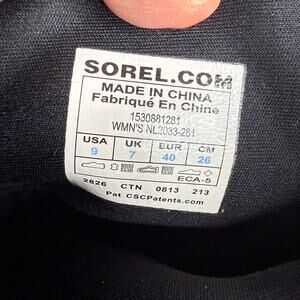 SOREL.COM
MADE IN CHINA
Fabriqué En Chine
1530881281
WMN'S NL2033-281
USA UK EUR CM
9 7 40 26
ECA-5
2826 CTN 0813 213
Pat CSCPatents.com